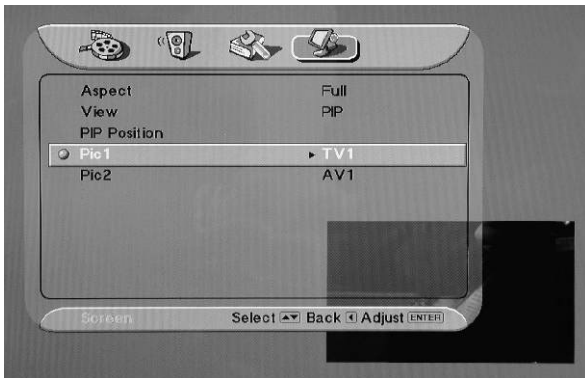 Aspect Full
View PIP
PIP Position
Pic1 TV1
Pic2 AV1
Screen Select Back Adjust ENTER